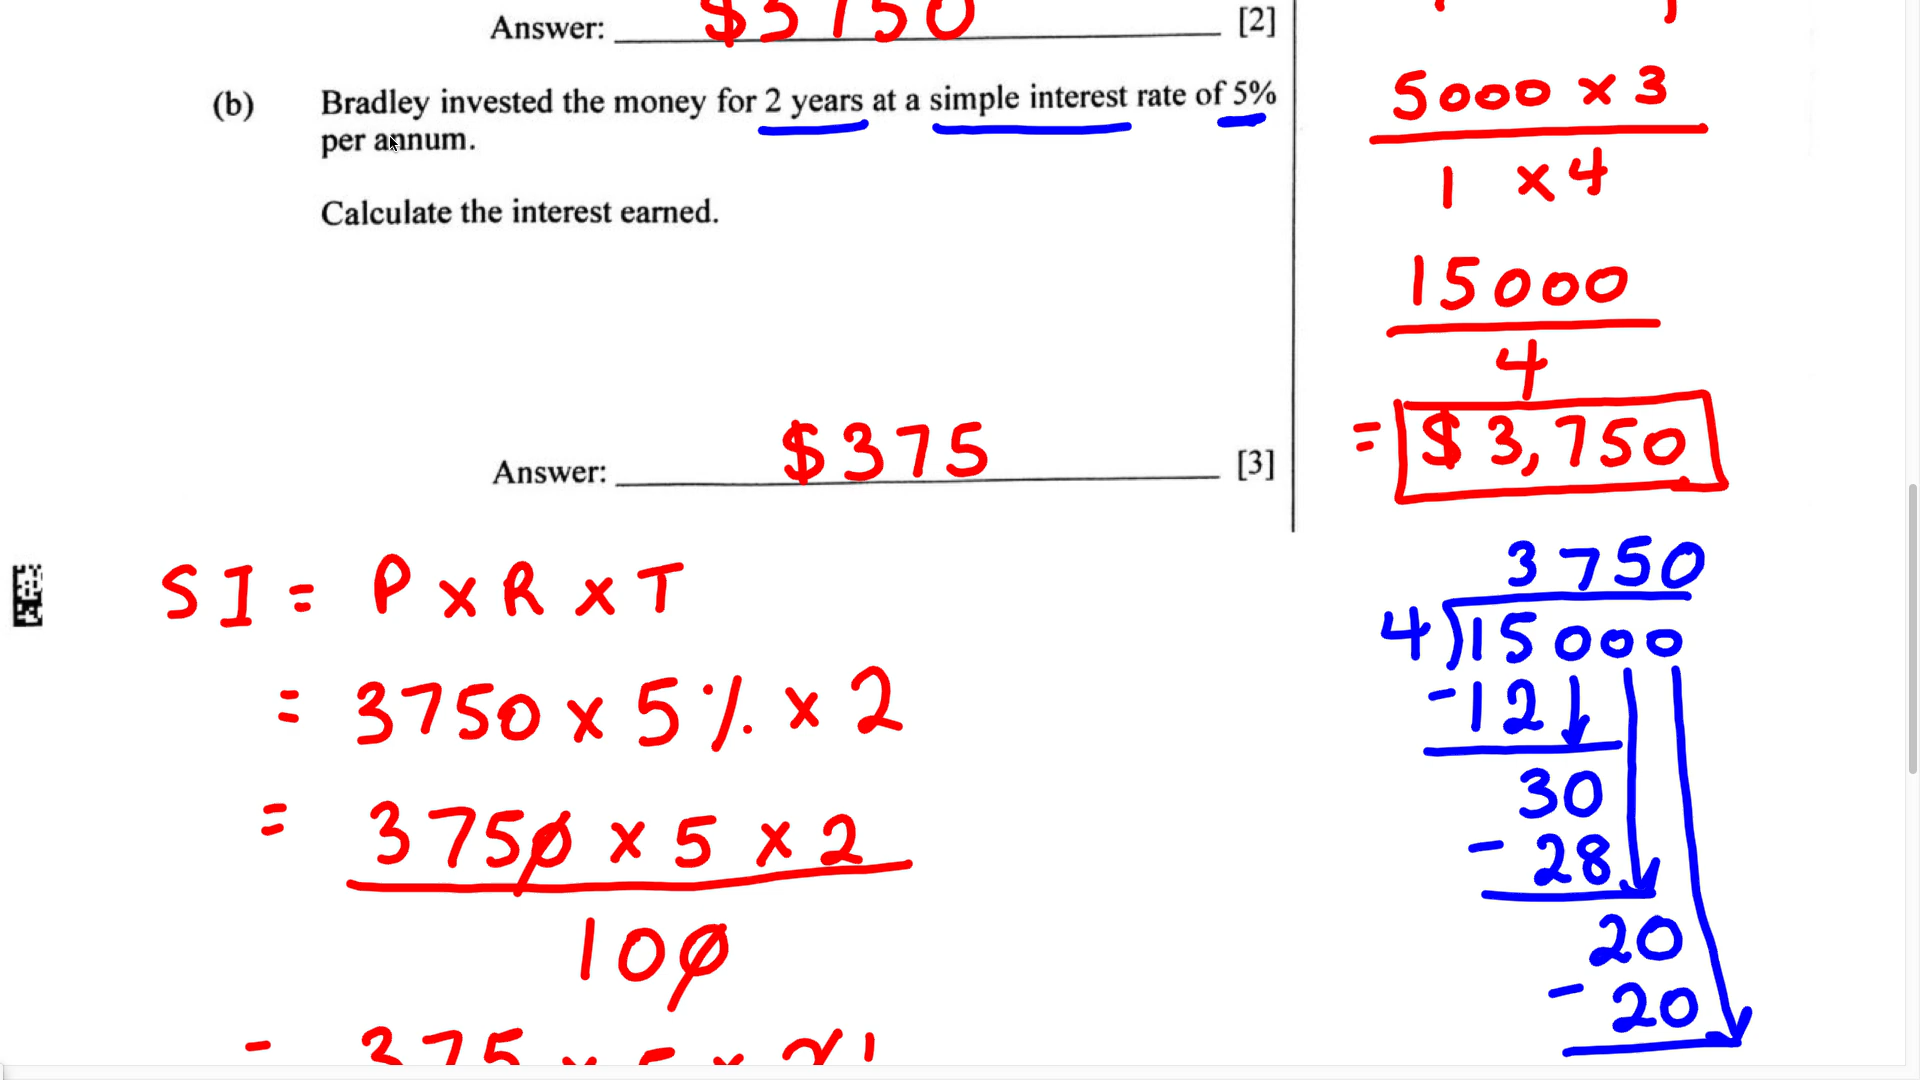 Answer: $3750 [2]
(b) Bradley invested the money for 2 years at a simple interest rate of 5%
per annum.
Calculate the interest earned.
Answer: $375 [3]
SI = P x R x T
= 3750 x 5% x 2
= 3750 x 5 x 2
100
5000 x 3
1 x 4
15000
4
= $3,750
3750
4)15000
-12
30
- 28
20
- 20